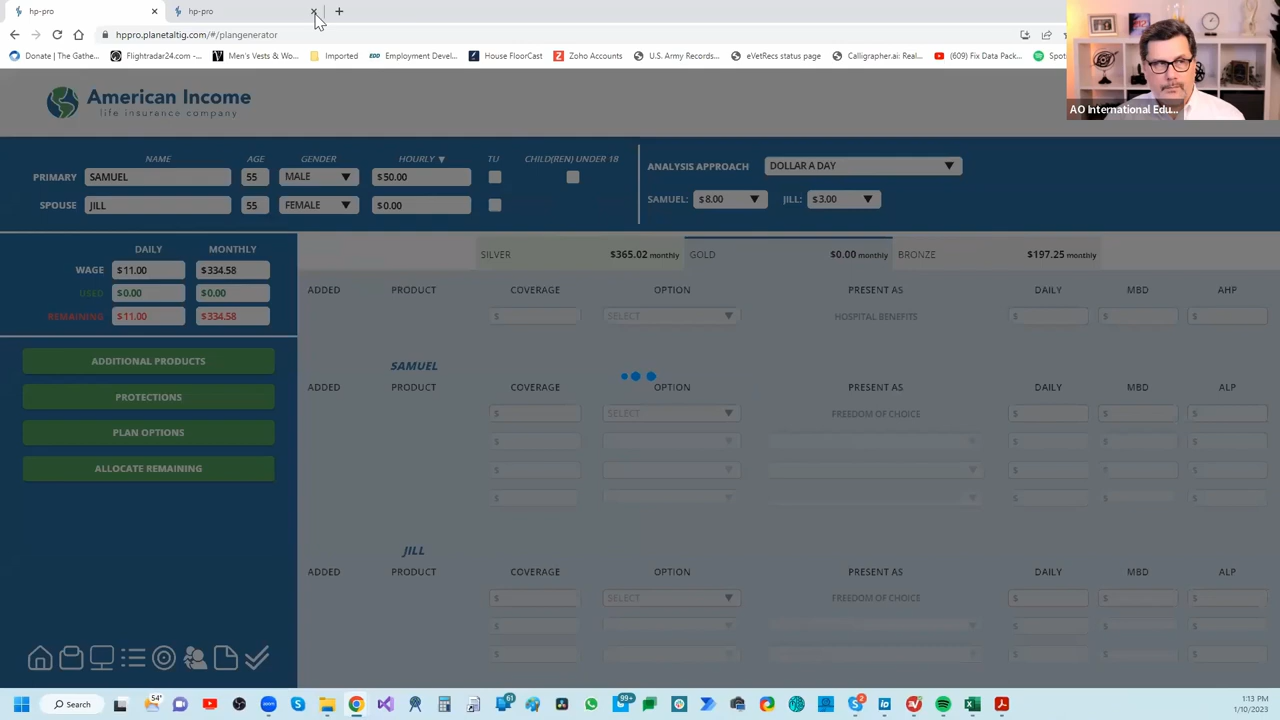 hp-pro
hp-pro
hppro.planetaltig.com/#/plangenerator
Donate | The Gathe...
Flightradar24.com -...
Men's Vests & Wo...
Imported
EDD
Employment Devel...
House FloorCast
Zoho Accounts
U.S. Army Records...
eVetRecs status page
Calligrapher.ai: Real...
(609) Fix Data Pack...
Spot
AO International Edu...
American Income
life insurance company
NAME AGE GENDER HOURLY ▼ TU CHILD(REN) UNDER 18
PRIMARY SAMUEL 55 MALE $50.00
SPOUSE JILL 55 FEMALE $0.00
ANALYSIS APPROACH DOLLAR A DAY
SAMUEL: $8.00 JILL: $3.00
DAILY MONTHLY
WAGE $11.00 $334.58
USED $0.00 $0.00
REMAINING $11.00 $334.58
ADDITIONAL PRODUCTS
PROTECTIONS
PLAN OPTIONS
ALLOCATE REMAINING
SILVER $365.02 monthly GOLD $0.00 monthly BRONZE $197.25 monthly
ADDED PRODUCT COVERAGE OPTION PRESENT AS DAILY MBD AHP
$ SELECT HOSPITAL BENEFITS $ $ $
SAMUEL
ADDED PRODUCT COVERAGE OPTION PRESENT AS DAILY MBD ALP
$ SELECT FREEDOM OF CHOICE $ $ $
$ $ $ $
$ $ $ $
$ $ $ $
JILL
ADDED PRODUCT COVERAGE OPTION PRESENT AS DAILY MBD ALP
$ SELECT FREEDOM OF CHOICE $ $ $
$ $ $ $
$ $ $ $
Search
54°
61
99+
2
1:13 PM
1/10/2023